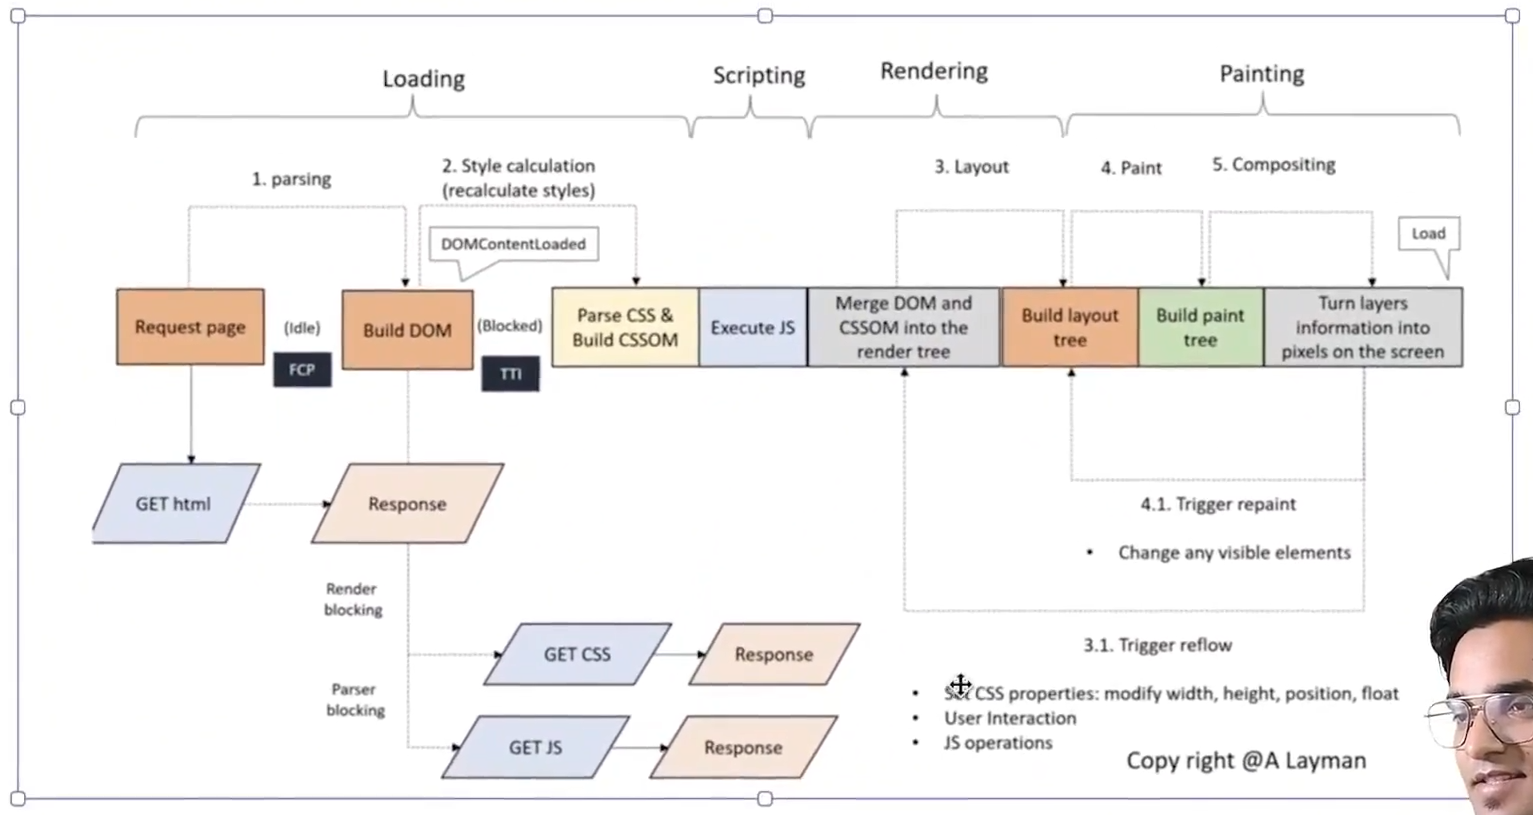 Loading
Scripting
Rendering
Painting
1. parsing
2. Style calculation
(recalculate styles)
3. Layout
4. Paint
5. Compositing
DOMContentLoaded
Load
Request page
(Idle)
FCP
Build DOM
(Blocked)
TTI
Parse CSS &
Build CSSOM
Execute JS
Merge DOM and
CSSOM into the
render tree
Build layout
tree
Build paint
tree
Turn layers
information into
pixels on the screen
GET html
Response
4.1. Trigger repaint
• Change any visible elements
Render
blocking
GET CSS
Response
Parser
blocking
GET JS
Response
3.1. Trigger reflow
• CSS properties: modify width, height, position, float
• User Interaction
• JS operations
Copy right @A Layman